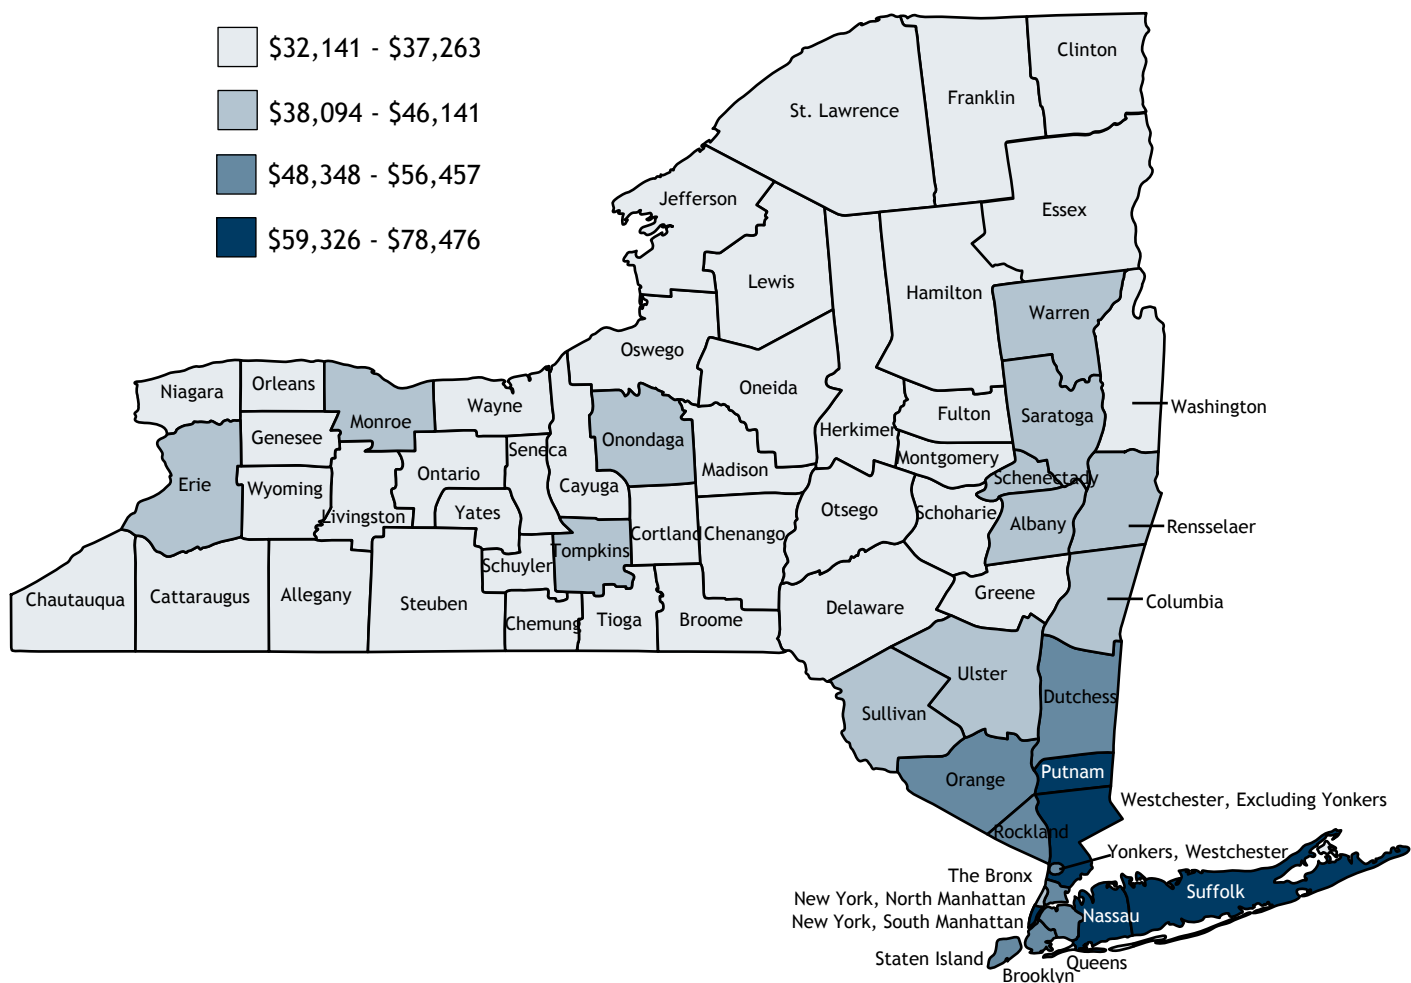 $32,141 - $37,263
$38,094 - $46,141
$48,348 - $56,457
$59,326 - $78,476
Clinton
Franklin
St. Lawrence
Jefferson
Essex
Lewis
Hamilton
Warren
Oswego
Oneida
Niagara
Orleans
Wayne
Washington
Fulton
Saratoga
Monroe
Herkimer
Genesee
Onondaga
Seneca
Montgomery
Madison
Ontario
Schenectady
Erie
Wyoming
Cayuga
Livingston
Yates
Otsego
Schoharie
Albany
Rensselaer
Cortland
Chenango
Tompkins
Schuyler
Greene
Chautauqua
Cattaraugus
Allegany
Steuben
Columbia
Delaware
Chemung
Tioga
Broome
Ulster
Dutchess
Sullivan
Putnam
Orange
Westchester, Excluding Yonkers
Rockland
Yonkers, Westchester
The Bronx
Suffolk
New York, North Manhattan
Nassau
New York, South Manhattan
Staten Island
Queens
Brooklyn